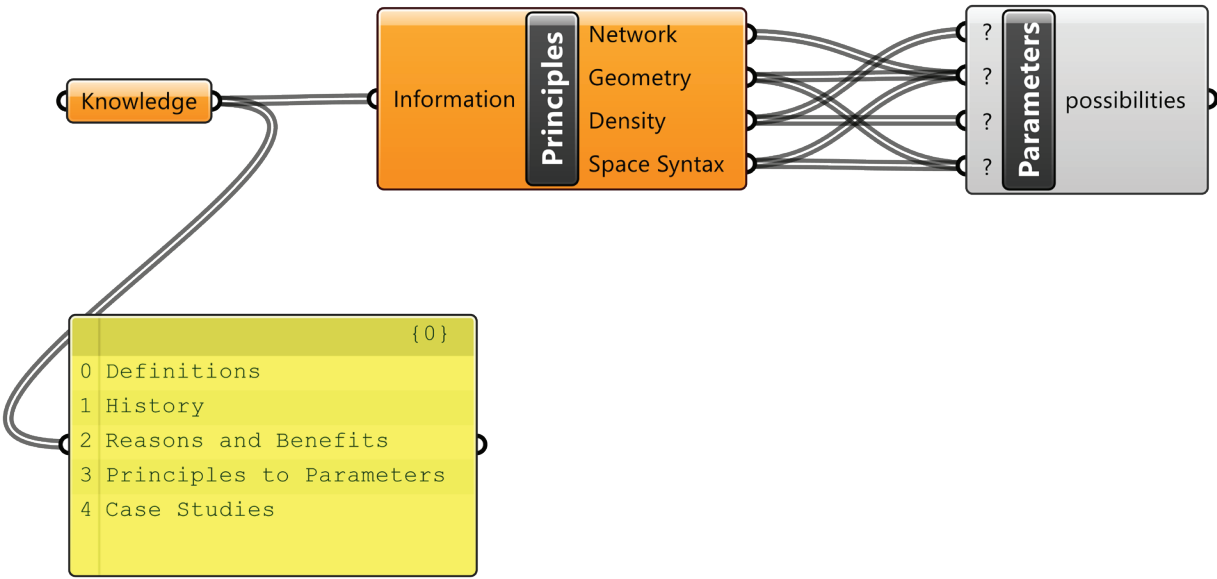 Knowledge
Information
Principles
Network
Geometry
Density
Space Syntax
?
?
?
?
Parameters
possibilities
{0}
0 Definitions
1 History
2 Reasons and Benefits
3 Principles to Parameters
4 Case Studies